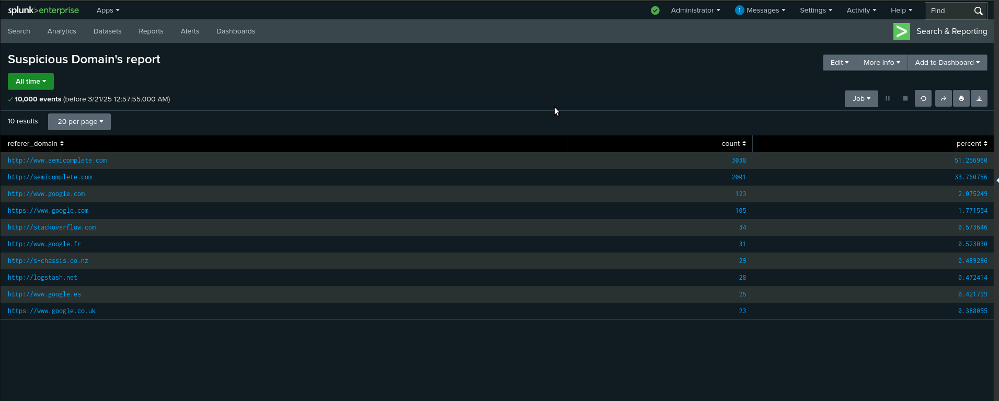 splunk>enterprise Apps Administrator 1 Messages Settings Activity Help Find
Search Analytics Datasets Reports Alerts Dashboards Search & Reporting
Suspicious Domain's report
Edit More Info Add to Dashboard
All time
10,000 events (before 3/21/25 12:57:55.000 AM)
Job
10 results 20 per page
referer_domain count percent
http://www.semicomplete.com 3038 51.256960
http://semicomplete.com 2001 33.760756
http://www.google.com 123 2.075249
https://www.google.com 105 1.771554
http://stackoverflow.com 34 0.573646
http://www.google.fr 31 0.523030
http://s-chassis.co.nz 29 0.489286
http://logstash.net 28 0.472414
http://www.google.es 25 0.421799
https://www.google.co.uk 23 0.388055